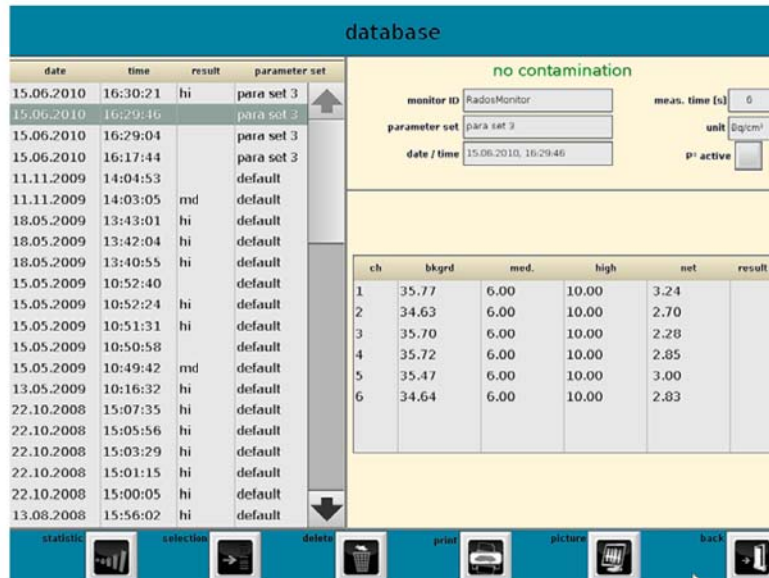 database
date time result parameter set
15.06.2010 16:30:21 hi para set 3
15.06.2010 16:29:46 para set 3
15.06.2010 16:29:04 para set 3
15.06.2010 16:17:44 para set 3
11.11.2009 14:04:53 default
11.11.2009 14:03:05 md default
18.05.2009 13:43:01 hi default
18.05.2009 13:42:04 hi default
18.05.2009 13:40:55 hi default
15.05.2009 10:52:40 default
15.05.2009 10:52:24 hi default
15.05.2009 10:51:31 hi default
15.05.2009 10:50:58 default
15.05.2009 10:49:42 md default
13.05.2009 10:16:32 hi default
22.10.2008 15:07:35 hi default
22.10.2008 15:05:56 hi default
22.10.2008 15:03:29 hi default
22.10.2008 15:01:15 hi default
22.10.2008 15:00:05 hi default
13.08.2008 15:56:02 hi default
no contamination
monitor ID RadosMonitor meas. time [s] 6
parameter set para set 3 unit Bq/cm²
date / time 15.06.2010, 16:29:46 active
ch bkgrd med. high net result
1 35.77 6.00 10.00 3.24
2 34.63 6.00 10.00 2.70
3 35.70 6.00 10.00 2.28
4 35.72 6.00 10.00 2.85
5 35.47 6.00 10.00 3.00
6 34.64 6.00 10.00 2.83
statistic selection delete print picture back